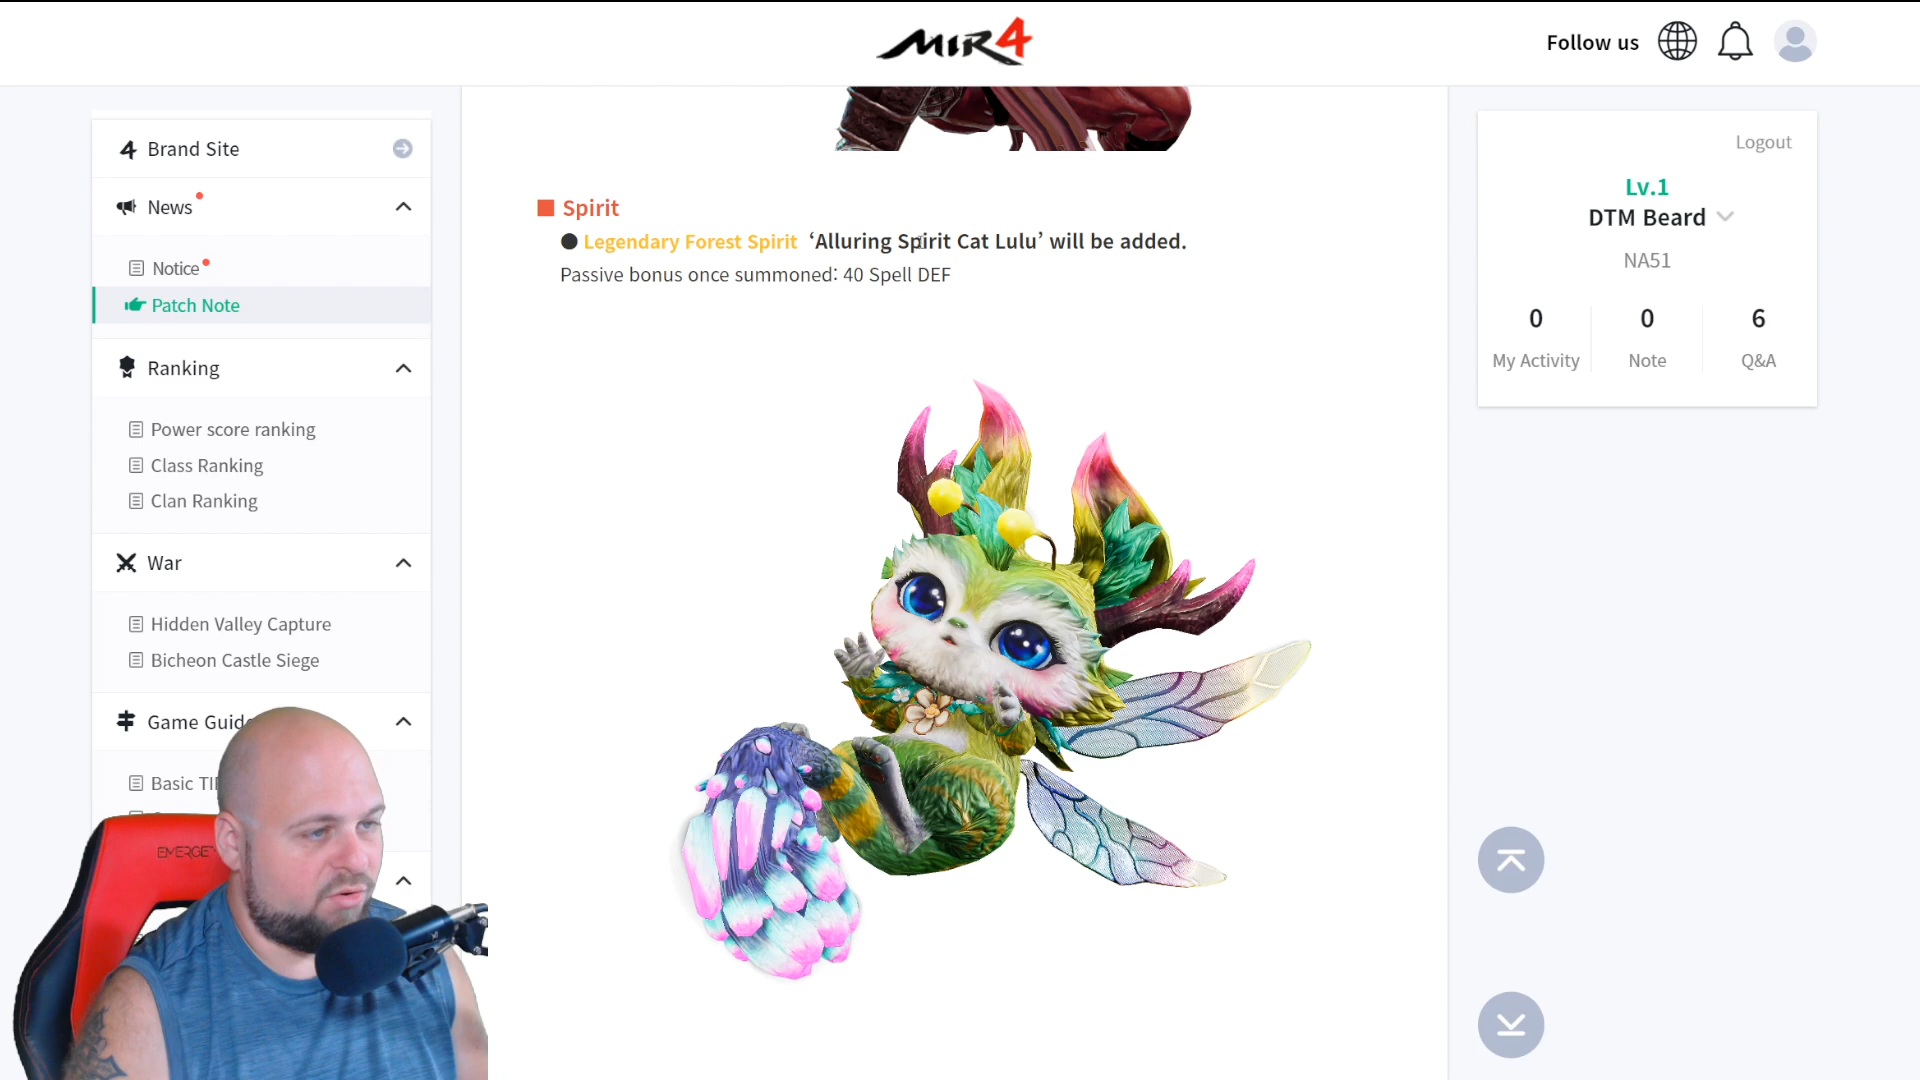 MIR4
Follow us
4 Brand Site
News
Notice
Patch Note
Ranking
Power score ranking
Class Ranking
Clan Ranking
War
Hidden Valley Capture
Bicheon Castle Siege
Game Guid
Basic TI
EMERGE
■ Spirit
● Legendary Forest Spirit ‘Alluring Spirit Cat Lulu’ will be added.
Passive bonus once summoned: 40 Spell DEF
Logout
Lv.1
DTM Beard
NA51
0 0 6
My Activity Note Q&A